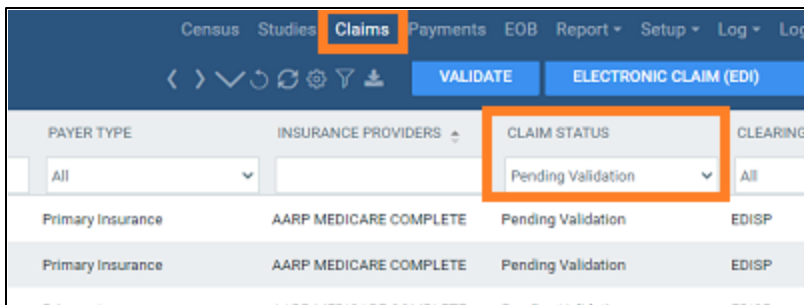 Census Studies Claims Payments EOB Report Setup Log
VALIDATE ELECTRONIC CLAIM (EDI)
PAYER TYPE INSURANCE PROVIDERS CLAIM STATUS CLEARING
All Pending Validation All
Primary Insurance AARP MEDICARE COMPLETE Pending Validation EDISP
Primary Insurance AARP MEDICARE COMPLETE Pending Validation EDISP